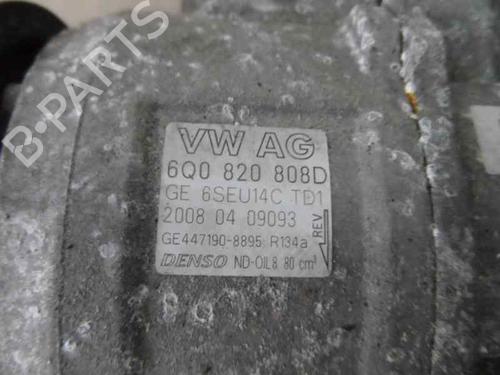 VW AG
6Q0 820 808D
GE 6SEU14C TD1
2008 04 09093
REV
GE447190-8895 R134a
DENSO ND-OIL8 80 cm³